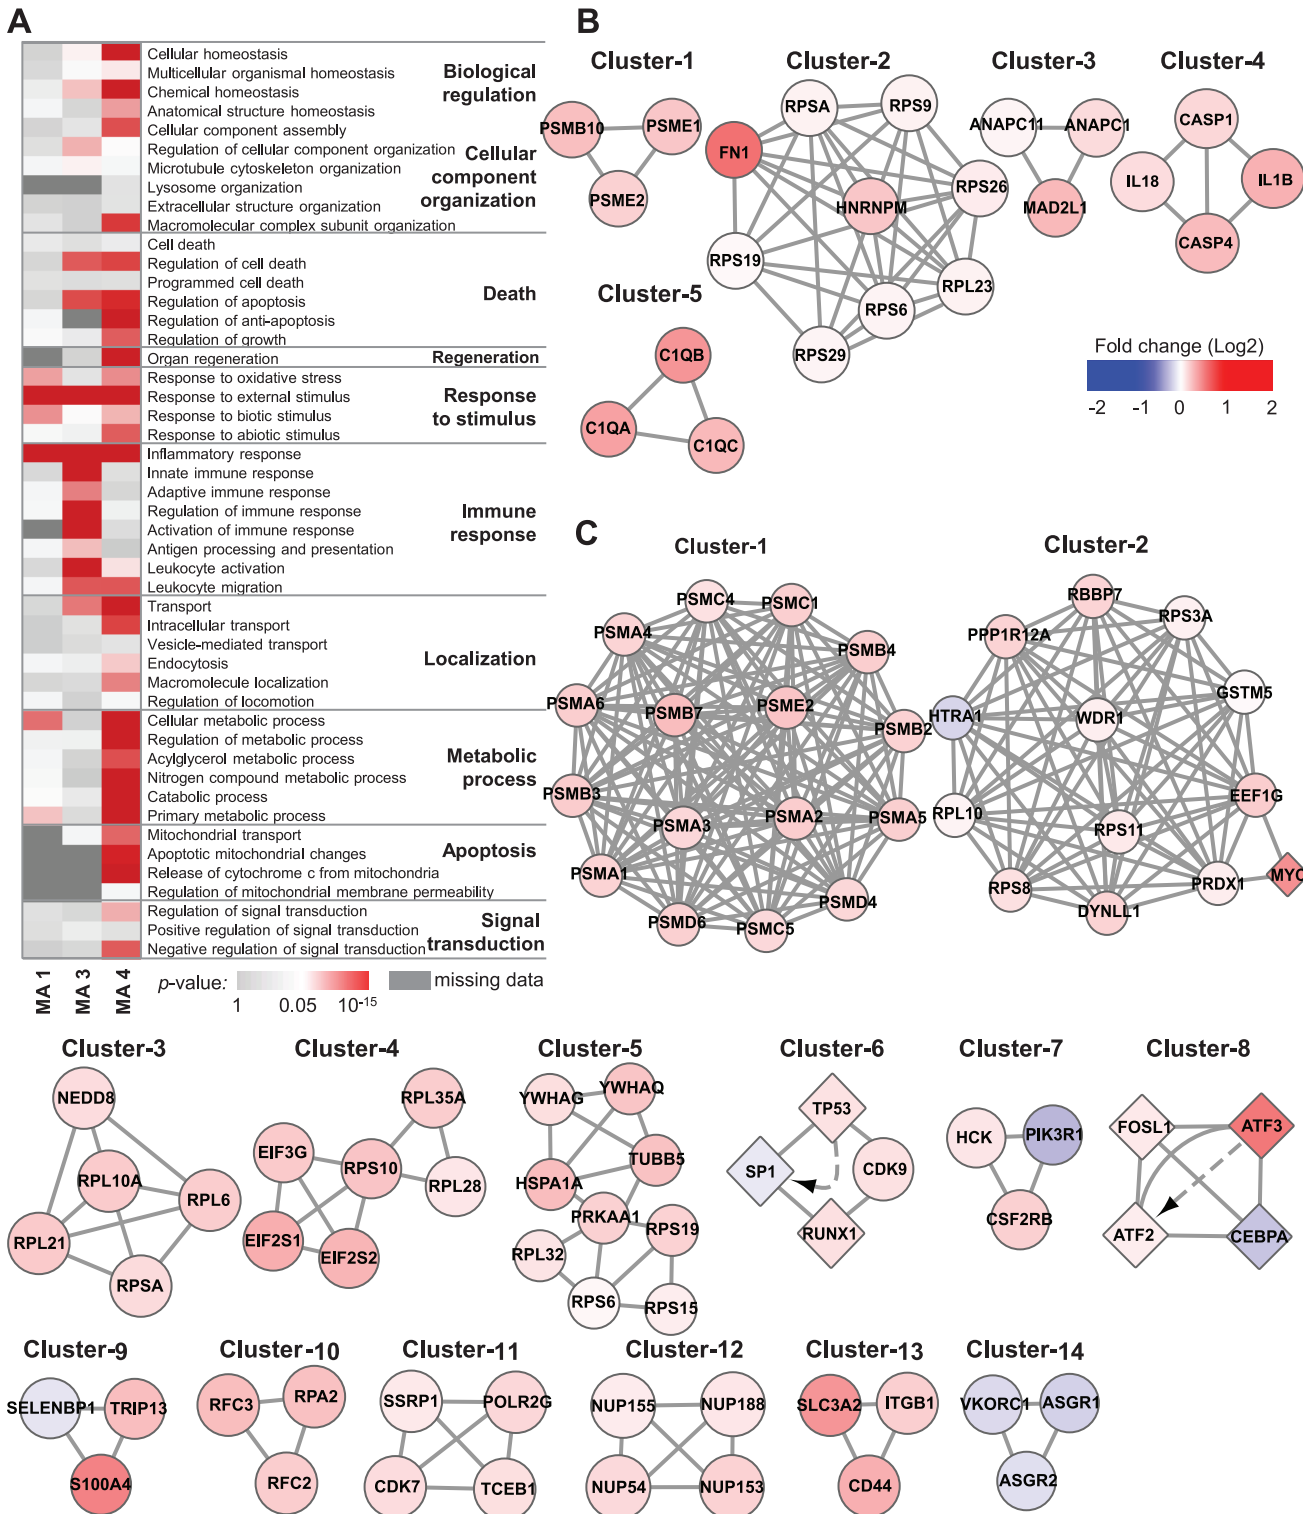 A
Cellular homeostasis
Multicellular organismal homeostasis
Chemical homeostasis
Anatomical structure homeostasis
Cellular component assembly
Regulation of cellular component organization
Microtubule cytoskeleton organization
Lysosome organization
Extracellular structure organization
Macromolecular complex subunit organization
Cell death
Regulation of cell death
Programmed cell death
Regulation of apoptosis
Regulation of anti-apoptosis
Regulation of growth
Organ regeneration
Response to oxidative stress
Response to external stimulus
Response to biotic stimulus
Response to abiotic stimulus
Inflammatory response
Innate immune response
Adaptive immune response
Regulation of immune response
Activation of immune response
Antigen processing and presentation
Leukocyte activation
Leukocyte migration
Transport
Intracellular transport
Vesicle-mediated transport
Endocytosis
Macromolecule localization
Regulation of locomotion
Cellular metabolic process
Regulation of metabolic process
Acylglycerol metabolic process
Nitrogen compound metabolic process
Catabolic process
Primary metabolic process
Mitochondrial transport
Apoptotic mitochondrial changes
Release of cytochrome c from mitochondria
Regulation of mitochondrial membrane permeability
Regulation of signal transduction
Positive regulation of signal transduction
Negative regulation of signal transduction
Biological
regulation
Cellular
component
organization
Death
Regeneration
Response
to stimulus
Immune
response
Localization
Metabolic
process
Apoptosis
Signal
transduction
MA 1
MA 3
MA 4
p-value:
1
0.05
10-15
missing data
B
Cluster-1
PSMB10
PSME1
PSME2
Cluster-2
RPSA
RPS9
FN1
RPS26
HNRNPM
RPS19
RPL23
RPS6
RPS29
Cluster-3
ANAPC11
ANAPC1
MAD2L1
Cluster-4
CASP1
IL18
IL1B
CASP4
Cluster-5
C1QB
C1QA
C1QC
Fold change (Log2)
-2 -1 0 1 2
C
Cluster-1
PSMC4
PSMC1
PSMA4
PSMB4
PSMA6
PSMB7
PSME2
PSMB2
PSMB3
PSMA3
PSMA2
PSMA5
PSMA1
PSMD4
PSMD6
PSMC5
Cluster-2
RBBP7
RPS3A
PPP1R12A
GSTM5
HTRA1
WDR1
EEF1G
RPL10
RPS11
MYC
RPS8
PRDX1
DYNLL1
Cluster-3
NEDD8
RPL10A
RPL6
RPL21
RPSA
Cluster-4
RPL35A
EIF3G
RPS10
RPL28
EIF2S1
EIF2S2
Cluster-5
YWHAG
YWHAQ
TUBB5
HSPA1A
PRKAA1
RPS19
RPL32
RPS6
RPS15
Cluster-6
TP53
SP1
CDK9
RUNX1
Cluster-7
HCK
PIK3R1
CSF2RB
Cluster-8
FOSL1
ATF3
ATF2
CEBPA
Cluster-9
SELENBP1
TRIP13
S100A4
Cluster-10
RFC3
RPA2
RFC2
Cluster-11
SSRP1
POLR2G
CDK7
TCEB1
Cluster-12
NUP155
NUP188
NUP54
NUP153
Cluster-13
SLC3A2
ITGB1
CD44
Cluster-14
VKORC1
ASGR1
ASGR2